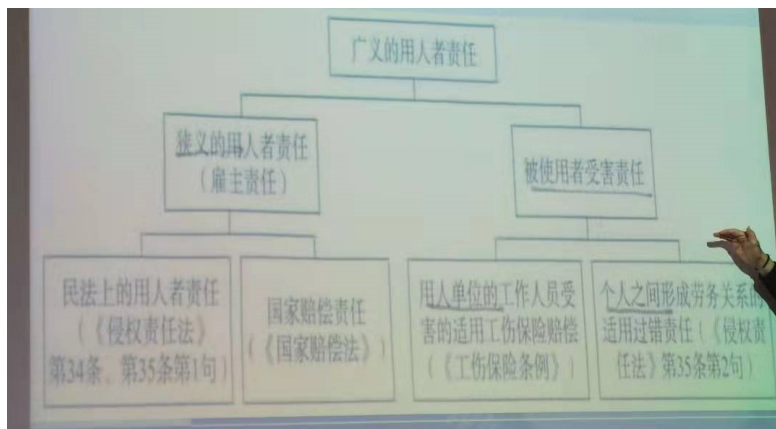 广义的用人者责任
狭义的用人者责任
（雇主责任）
被使用者受害责任
民法上的用人者责任
（《侵权责任法》
第34条、第35条第1句）
国家赔偿责任
（《国家赔偿法》）
用人单位的工作人员受
害的适用工伤保险赔偿
（《工伤保险条例》）
个人之间形成劳务关系的
适用过错责任（《侵权责
任法》第35条第2句）